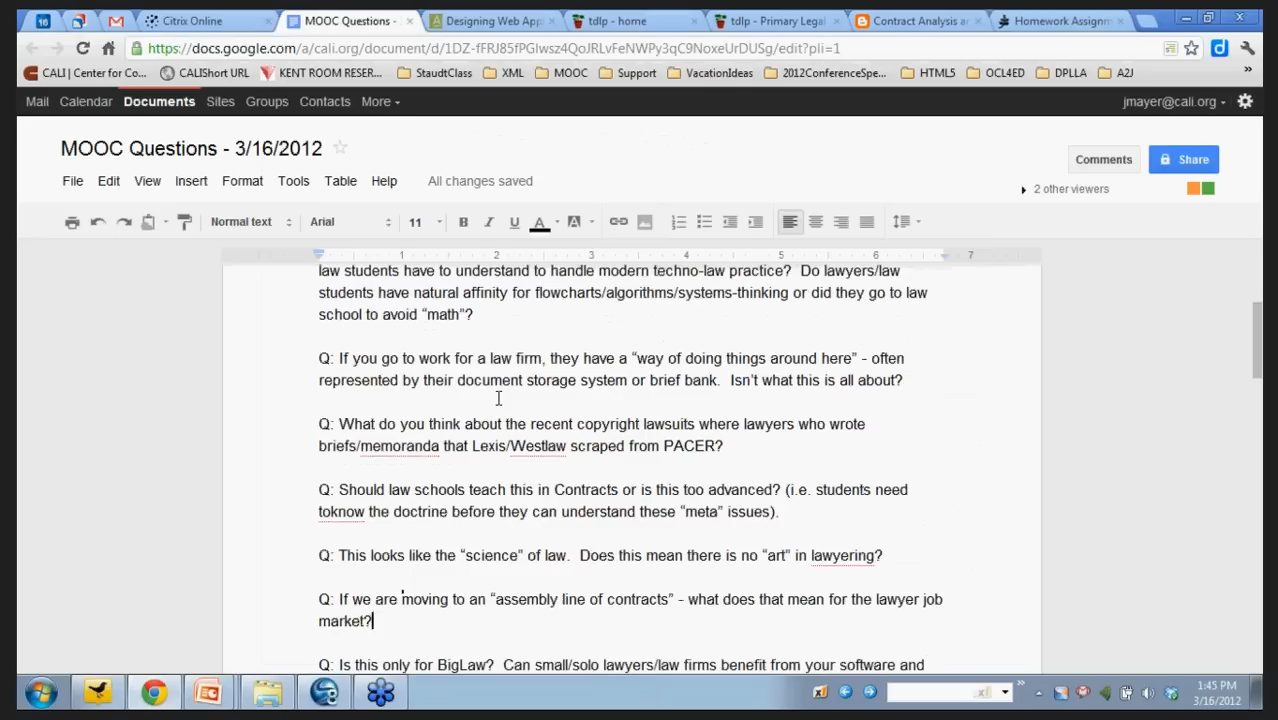 Citrix Online
MOOC Questions -
Designing Web App
tdlp - home
tdlp - Primary Legal
Contract Analysis a
Homework Assignm
https://docs.google.com/a/cali.org/document/d/1DZ-fFRJ85fPGlwsz4QoJRLvFeNWPy3qC9NoxeUrDUSg/edit?pli=1
CALI | Center for Co...
CALIShort URL
KENT ROOM RESER...
StaudtClass
XML
MOOC
Support
VacationIdeas
2012ConferenceSpe...
HTML5
OCL4ED
DPLLA
A2J
Mail Calendar Documents Sites Groups Contacts More
jmayer@cali.org
MOOC Questions - 3/16/2012
Comments
Share
File Edit View Insert Format Tools Table Help All changes saved
2 other viewers
Normal text Arial 11 B I U A A
1 2 3 4 5 6 7
law students have to understand to handle modern techno-law practice? Do lawyers/law
students have natural affinity for flowcharts/algorithms/systems-thinking or did they go to law
school to avoid “math”?
Q: If you go to work for a law firm, they have a “way of doing things around here” - often
represented by their document storage system or brief bank. Isn’t what this is all about?
Q: What do you think about the recent copyright lawsuits where lawyers who wrote
briefs/memoranda that Lexis/Westlaw scraped from PACER?
Q: Should law schools teach this in Contracts or is this too advanced? (i.e. students need
toknow the doctrine before they can understand these “meta” issues).
Q: This looks like the “science” of law. Does this mean there is no “art” in lawyering?
Q: If we are moving to an “assembly line of contracts” - what does that mean for the lawyer job
market?
Q: Is this only for BigLaw? Can small/solo lawyers/law firms benefit from your software and
1:45 PM
3/16/2012